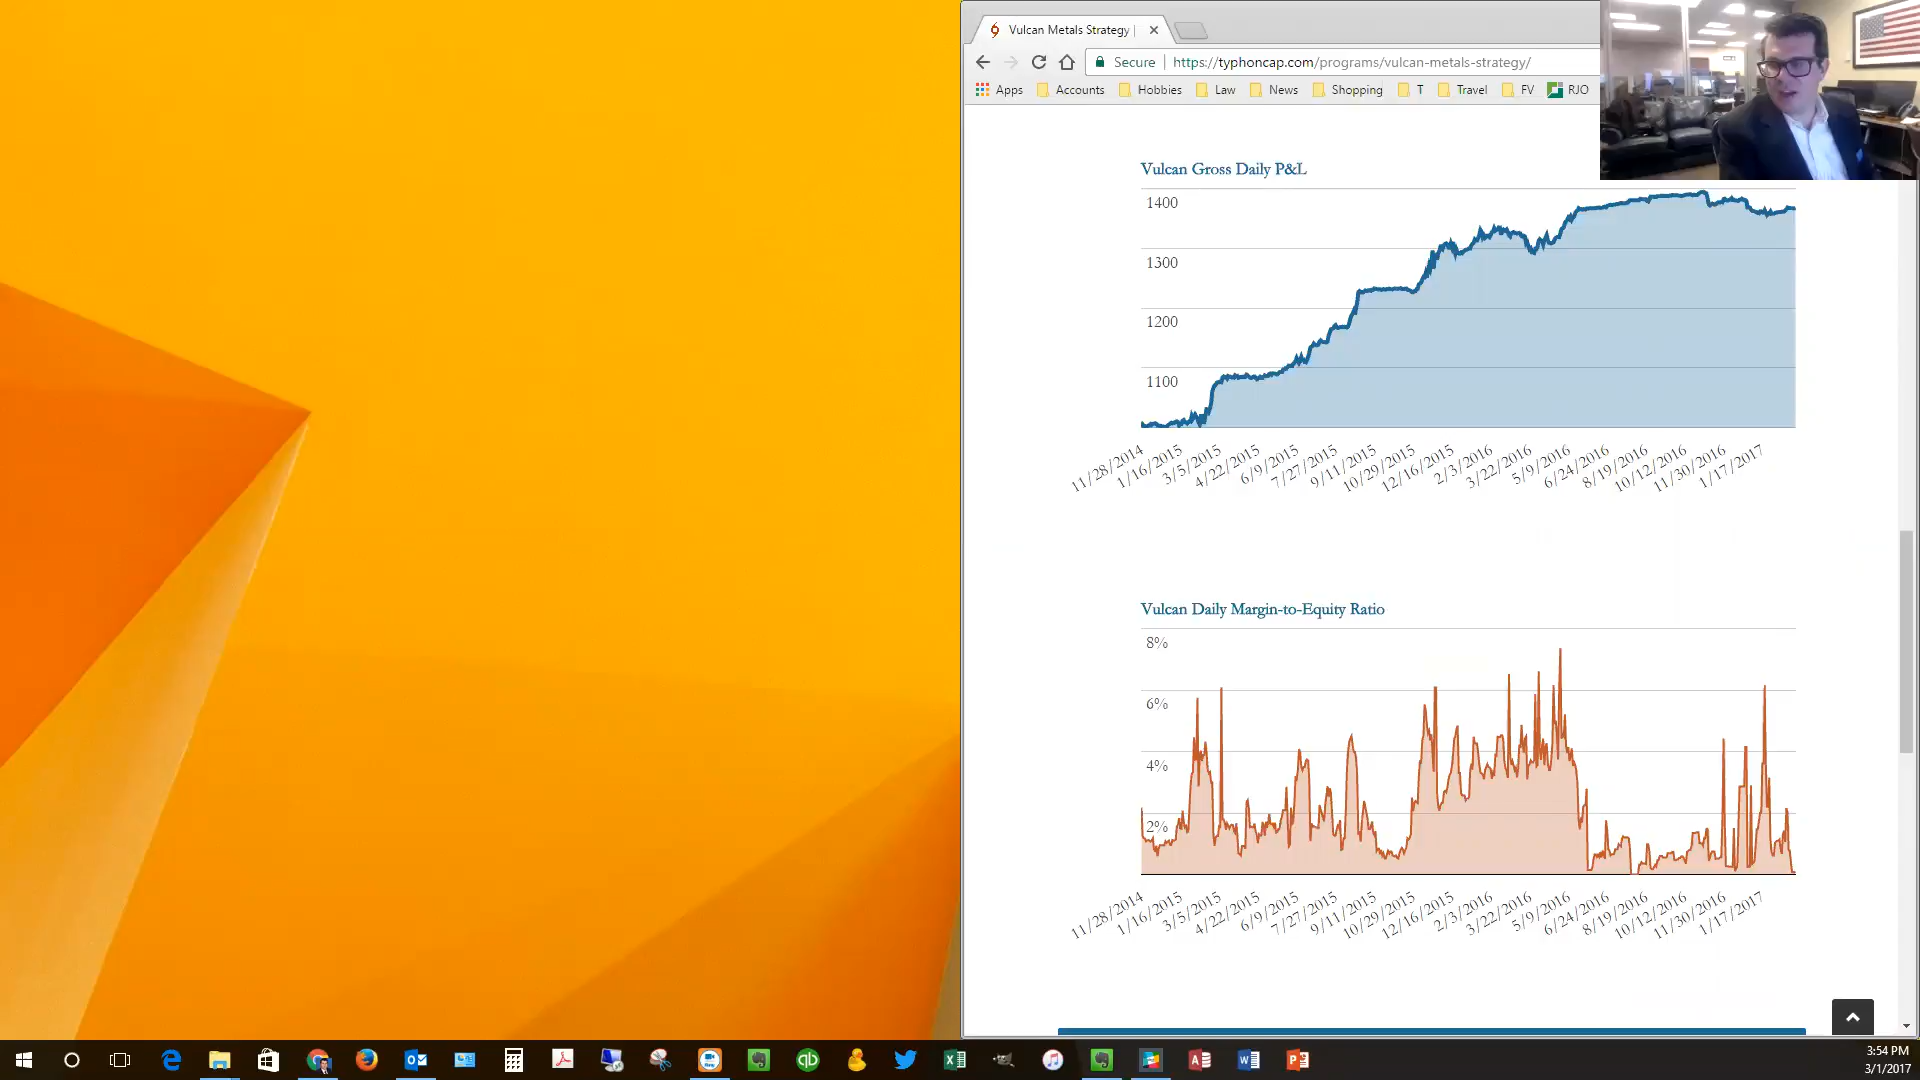 Vulcan Metals Strategy |
Secure | https://typhoncap.com/programs/vulcan-metals-strategy/
Apps Accounts Hobbies Law News Shopping T Travel FV RJO
Vulcan Gross Daily P&L
1400
1300
1200
1100
11/28/2014 1/16/2015 3/5/2015 4/22/2015 6/9/2015 7/27/2015 9/11/2015 10/29/2015 12/16/2015 2/3/2016 3/22/2016 5/9/2016 6/24/2016 8/19/2016 10/12/2016 11/30/2016 1/17/2017
Vulcan Daily Margin-to-Equity Ratio
8%
6%
4%
2%
11/28/2014 1/16/2015 3/5/2015 4/22/2015 6/9/2015 7/27/2015 9/11/2015 10/29/2015 12/16/2015 2/3/2016 3/22/2016 5/9/2016 6/24/2016 8/19/2016 10/12/2016 11/30/2016 1/17/2017
3:54 PM
3/1/2017